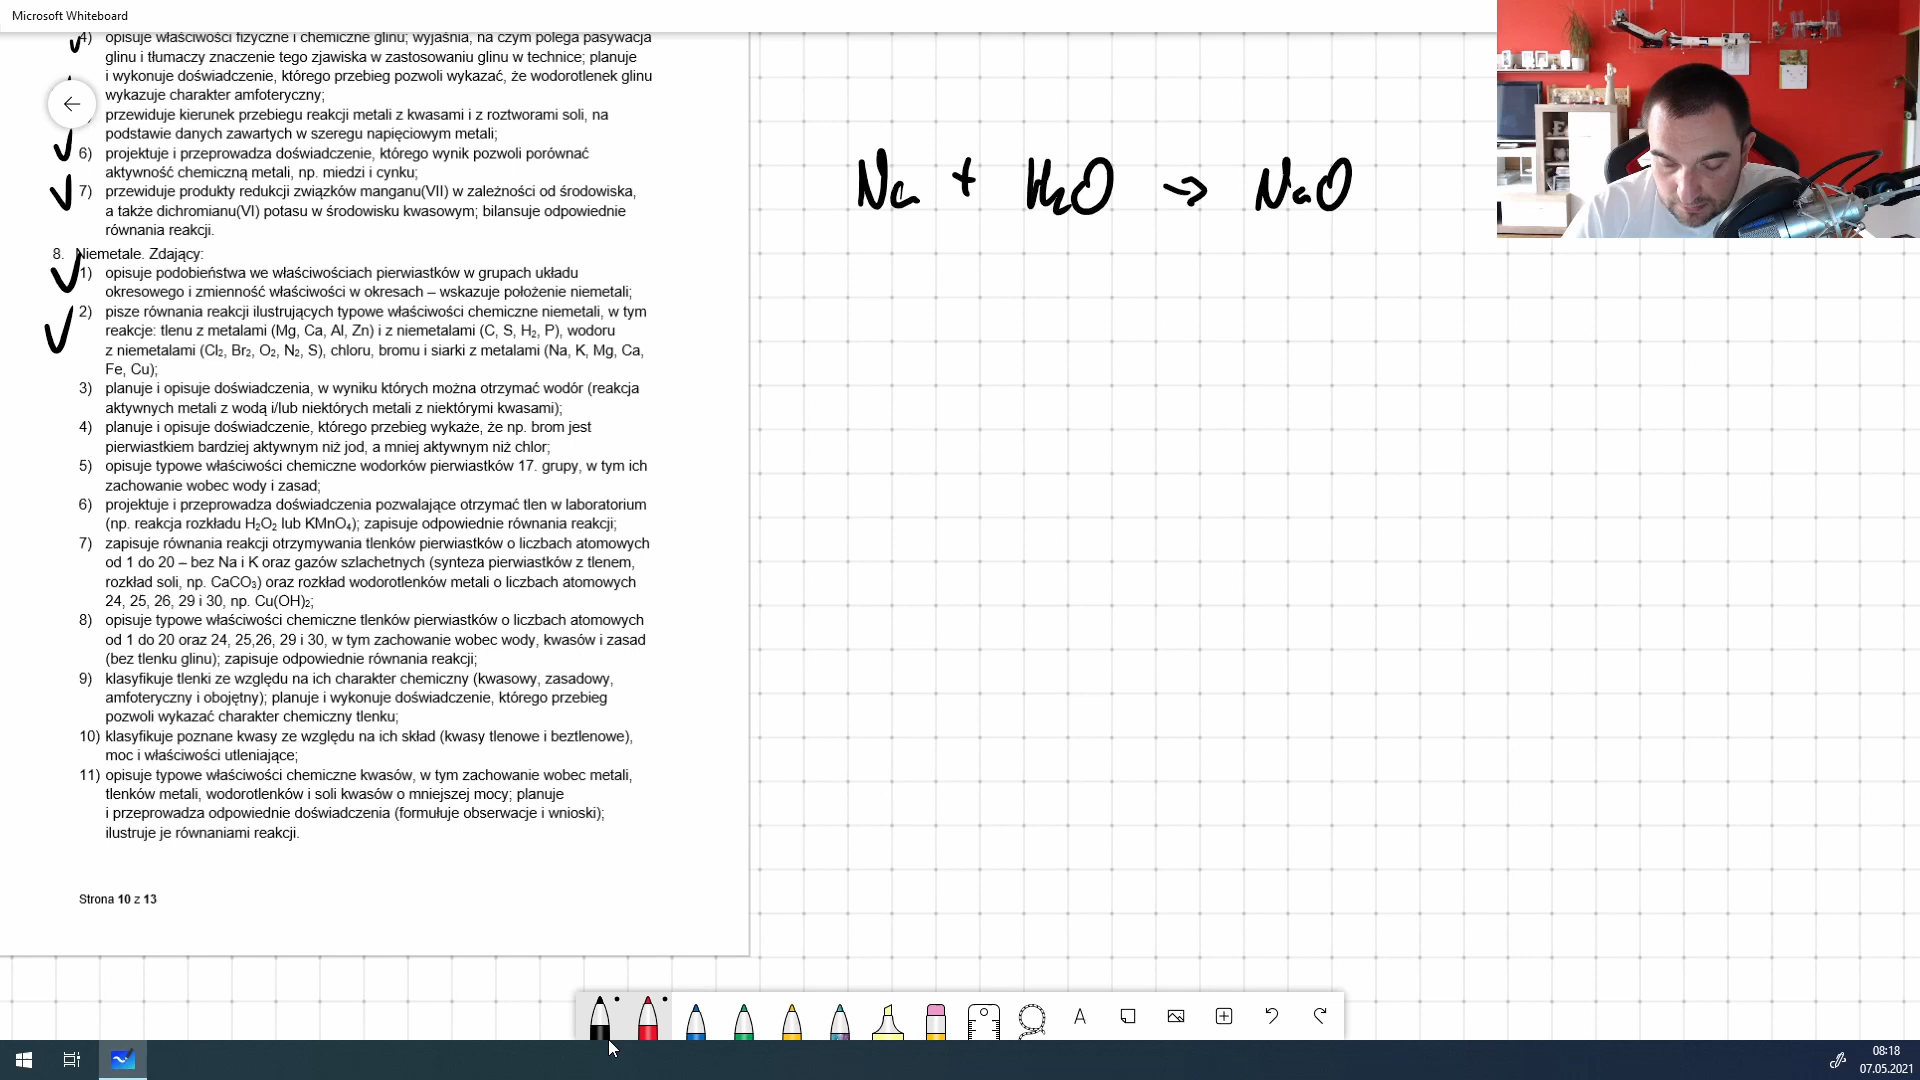 Microsoft Whiteboard
4) opisuje właściwości fizyczne i chemiczne glinu; wyjaśnia, na czym polega pasywacja
glinu i tłumaczy znaczenie tego zjawiska w zastosowaniu glinu w technice; planuje
i wykonuje doświadczenie, którego przebieg pozwoli wykazać, że wodorotlenek glinu
wykazuje charakter amfoteryczny;
przewiduje kierunek przebiegu reakcji metali z kwasami i z roztworami soli, na
podstawie danych zawartych w szeregu napięciowym metali;
6) projektuje i przeprowadza doświadczenie, którego wynik pozwoli porównać
aktywność chemiczną metali, np. miedzi i cynku;
7) przewiduje produkty redukcji związków manganu(VII) w zależności od środowiska,
a także dichromianu(VI) potasu w środowisku kwasowym; bilansuje odpowiednie
równania reakcji.
8. Niemetale. Zdający:
1) opisuje podobieństwa we właściwościach pierwiastków w grupach układu
okresowego i zmienność właściwości w okresach – wskazuje położenie niemetali;
2) pisze równania reakcji ilustrujących typowe właściwości chemiczne niemetali, w tym
reakcje: tlenu z metalami (Mg, Ca, Al, Zn) i z niemetalami (C, S, H₂, P), wodoru
z niemetalami (Cl₂, Br₂, O₂, N₂, S), chloru, bromu i siarki z metalami (Na, K, Mg, Ca,
Fe, Cu);
3) planuje i opisuje doświadczenia, w wyniku których można otrzymać wodór (reakcja
aktywnych metali z wodą i/lub niektórych metali z niektórymi kwasami);
4) planuje i opisuje doświadczenie, którego przebieg wykaże, że np. brom jest
pierwiastkiem bardziej aktywnym niż jod, a mniej aktywnym niż chlor;
5) opisuje typowe właściwości chemiczne wodorków pierwiastków 17. grupy, w tym ich
zachowanie wobec wody i zasad;
6) projektuje i przeprowadza doświadczenia pozwalające otrzymać tlen w laboratorium
(np. reakcja rozkładu H₂O₂ lub KMnO₄); zapisuje odpowiednie równania reakcji;
7) zapisuje równania reakcji otrzymywania tlenków pierwiastków o liczbach atomowych
od 1 do 20 – bez Na i K oraz gazów szlachetnych (synteza pierwiastków z tlenem,
rozkład soli, np. CaCO₃) oraz rozkład wodorotlenków metali o liczbach atomowych
24, 25, 26, 29 i 30, np. Cu(OH)₂;
8) opisuje typowe właściwości chemiczne tlenków pierwiastków o liczbach atomowych
od 1 do 20 oraz 24, 25,26, 29 i 30, w tym zachowanie wobec wody, kwasów i zasad
(bez tlenku glinu); zapisuje odpowiednie równania reakcji;
9) klasyfikuje tlenki ze względu na ich charakter chemiczny (kwasowy, zasadowy,
amfoteryczny i obojętny); planuje i wykonuje doświadczenie, którego przebieg
pozwoli wykazać charakter chemiczny tlenku;
10) klasyfikuje poznane kwasy ze względu na ich skład (kwasy tlenowe i beztlenowe),
moc i właściwości utleniające;
11) opisuje typowe właściwości chemiczne kwasów, w tym zachowanie wobec metali,
tlenków metali, wodorotlenków i soli kwasów o mniejszej mocy; planuje
i przeprowadza odpowiednie doświadczenia (formułuje obserwacje i wnioski);
ilustruje je równaniami reakcji.
Strona 10 z 13
Na + H₂O → NaO
A
08:18
07.05.2021